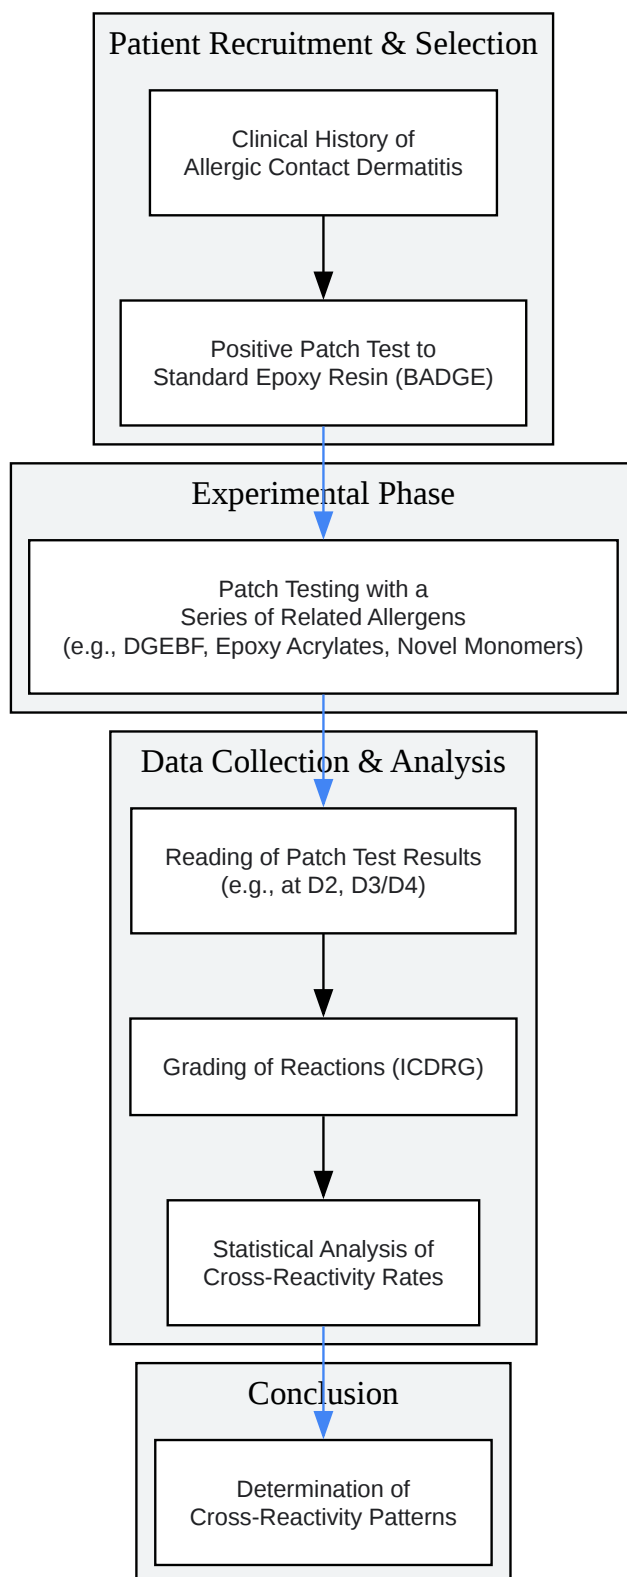 Patient Recruitment & Selection
Clinical History of
Allergic Contact Dermatitis
Positive Patch Test to
Standard Epoxy Resin (BADGE)
Experimental Phase
Patch Testing with a
Series of Related Allergens
(e.g., DGEBF, Epoxy Acrylates, Novel Monomers)
Data Collection & Analysis
Reading of Patch Test Results
(e.g., at D2, D3/D4)
Grading of Reactions (ICDRG)
Statistical Analysis of
Cross-Reactivity Rates
Conclusion
Determination of
Cross-Reactivity Patterns